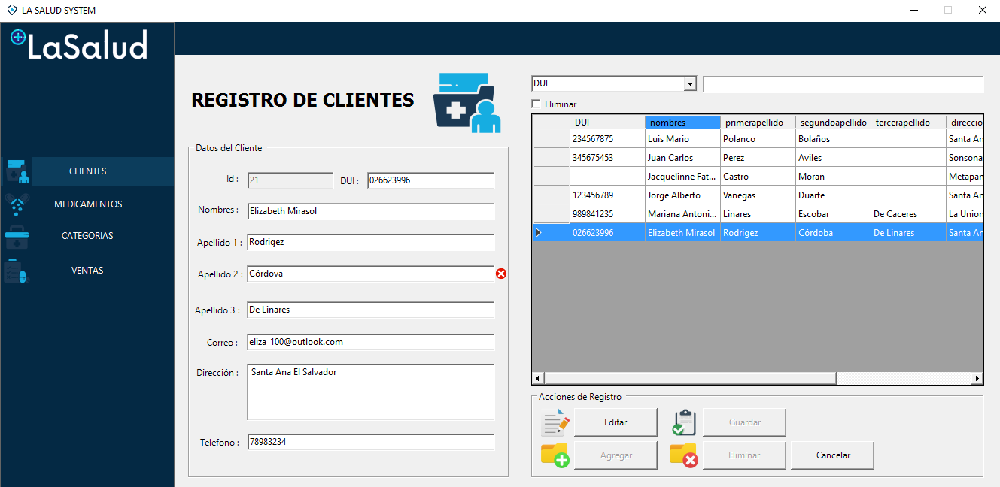 LA SALUD SYSTEM
LaSalud
CLIENTES
MEDICAMENTOS
CATEGORIAS
VENTAS
REGISTRO DE CLIENTES
Datos del Cliente
Id : 21 DUI : 026623996
Nombres : Elizabeth Mirasol
Apellido 1 : Rodrigez
Apellido 2 : Córdova
Apellido 3 : De Linares
Correo : eliza_100@outlook.com
Dirección : Santa Ana El Salvador
Telefono : 78983234
DUI
Eliminar
DUI nombres primerapellido segundoapellido tercerapellido direccio
234567875 Luis Mario Polanco Bolaños Santa An
345675453 Juan Carlos Perez Aviles Sonsona
Jacquelinne Fat... Castro Moran Metapan
123456789 Jorge Alberto Vanegas Duarte Santa An
989841235 Mariana Antoni... Linares Escobar De Caceres La Union
026623996 Elizabeth Mirasol Rodrigez Córdoba De Linares Santa An
Acciones de Registro
Editar Guardar
Agregar Eliminar Cancelar